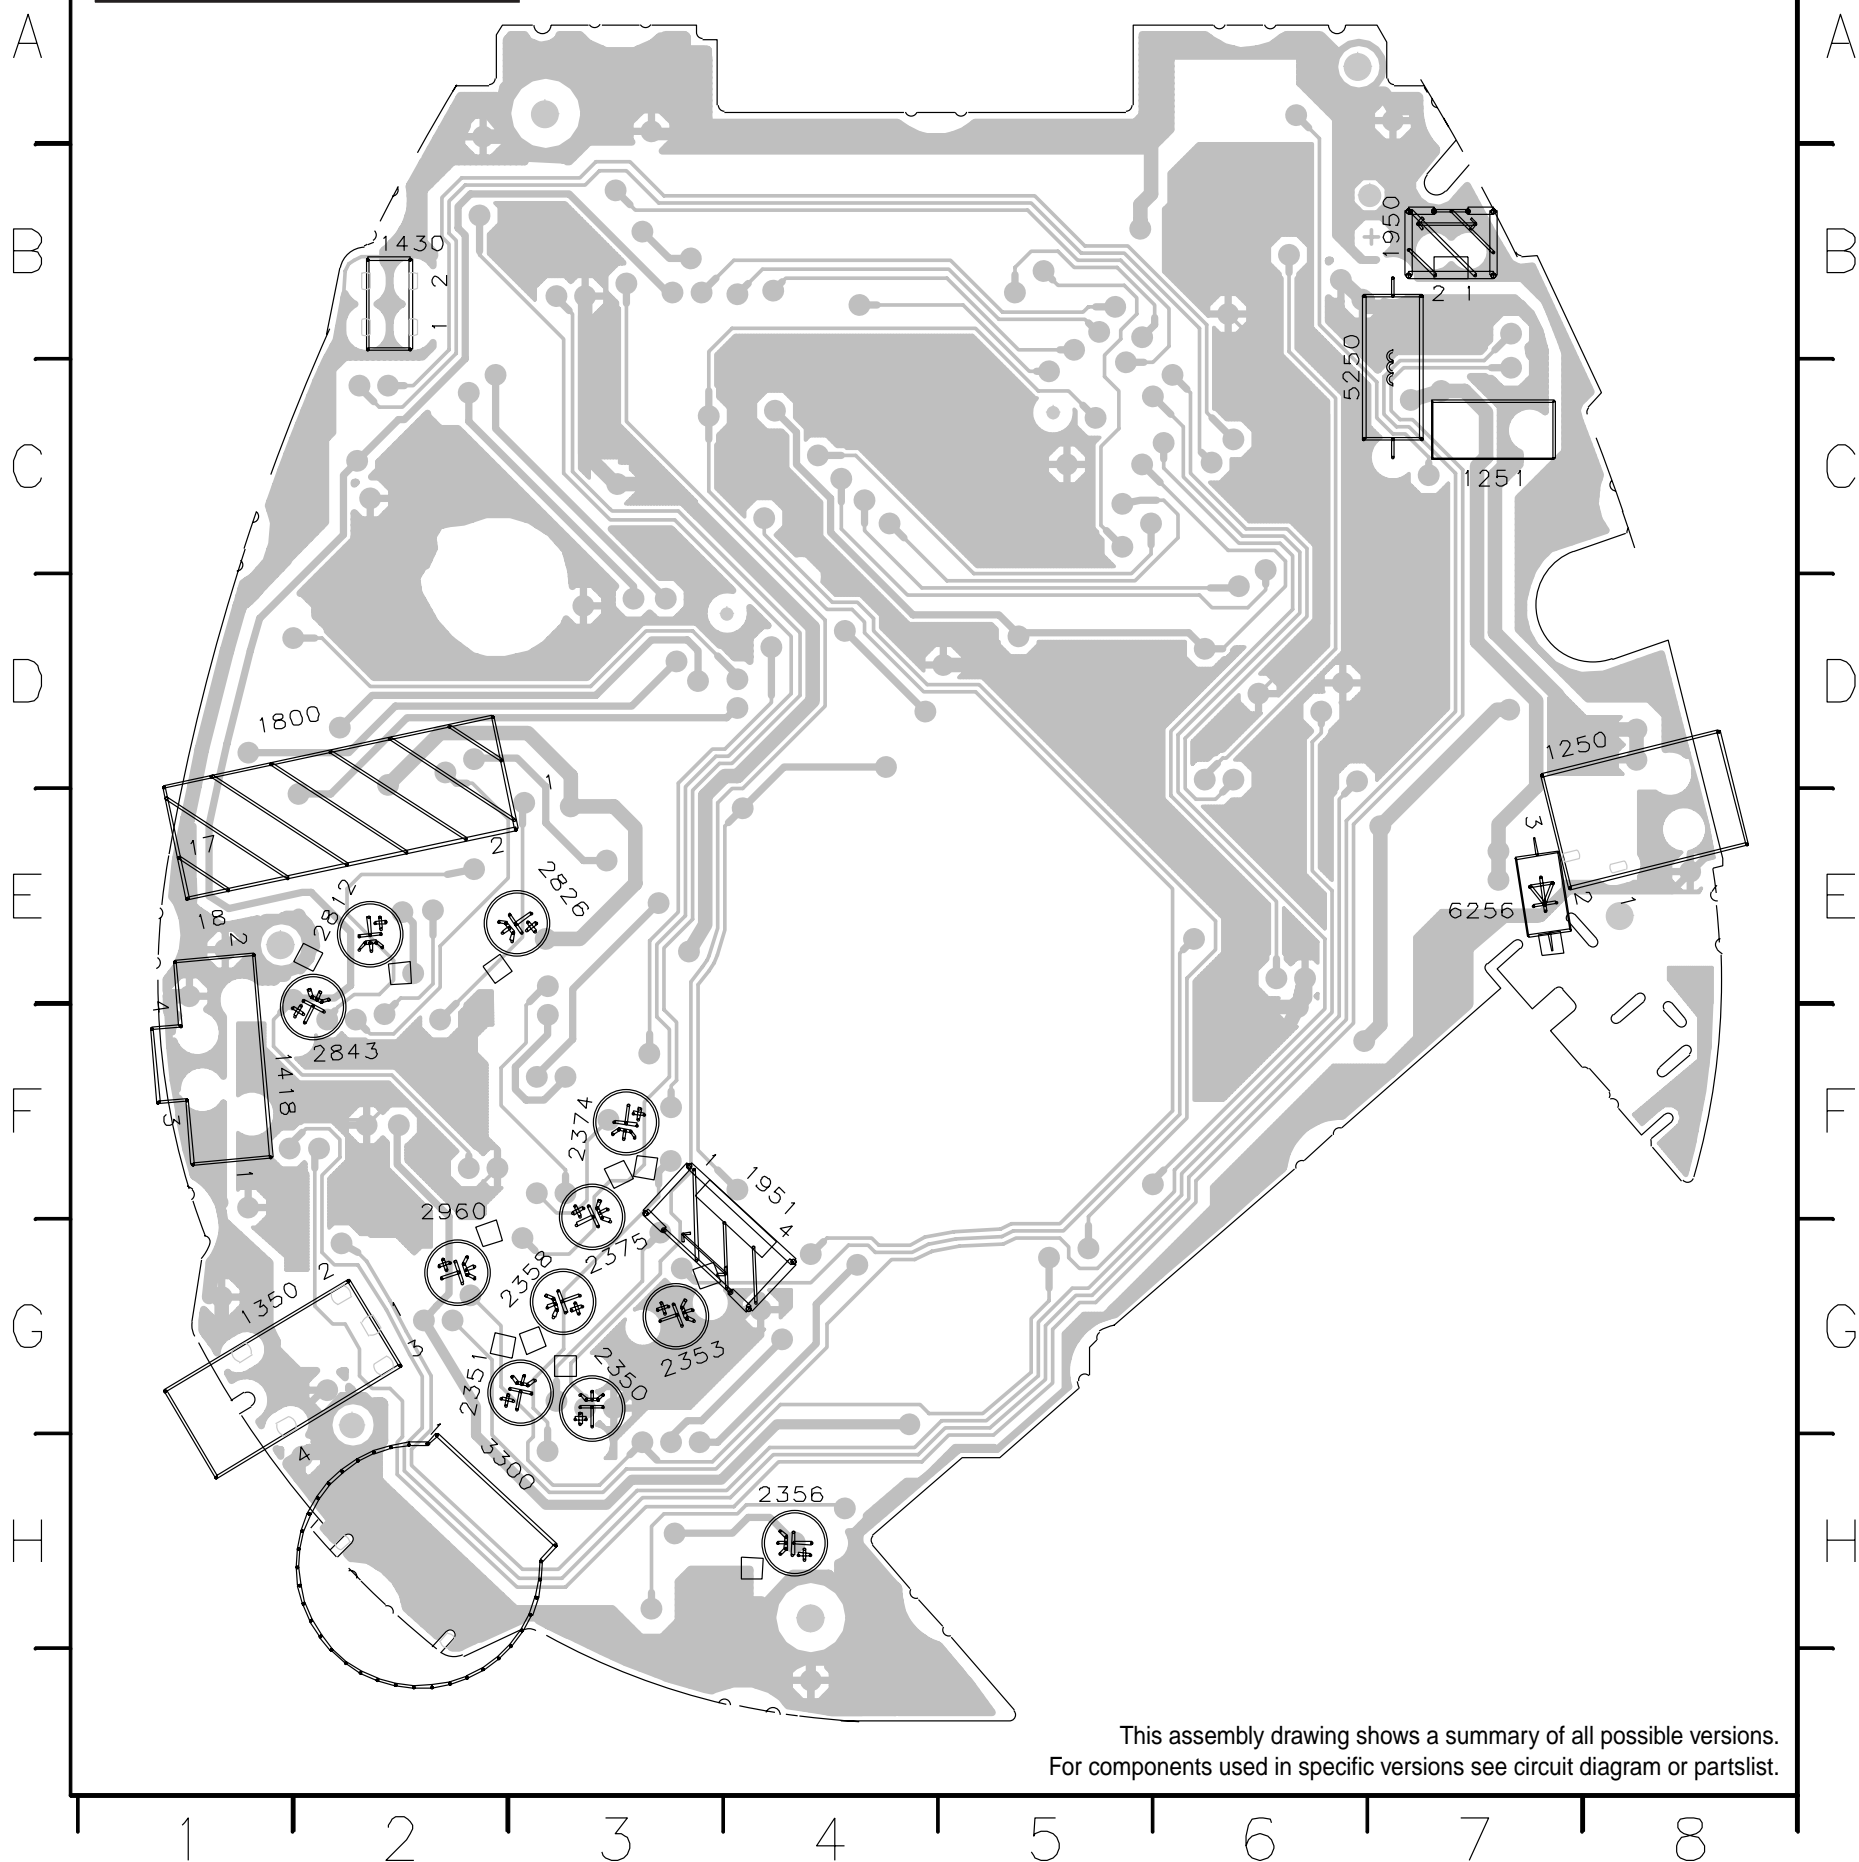 A A
1950
B 1430 B
2
2 1
1
5250
C C
1251
D D
1800
1250
1
3
17 2
2826
E 2812 E
6256 2 1
18
2
4
2843
1418
F 2374 F
3
1 1
1951
2960
4
2375
2358
2
1350
1
G 3 G
2353
2350
2351
1
4 3300
2356
H H
This assembly drawing shows a summary of all possible versions.
For components used in specific versions see circuit diagram or partslist.
1 2 3 4 5 6 7 8